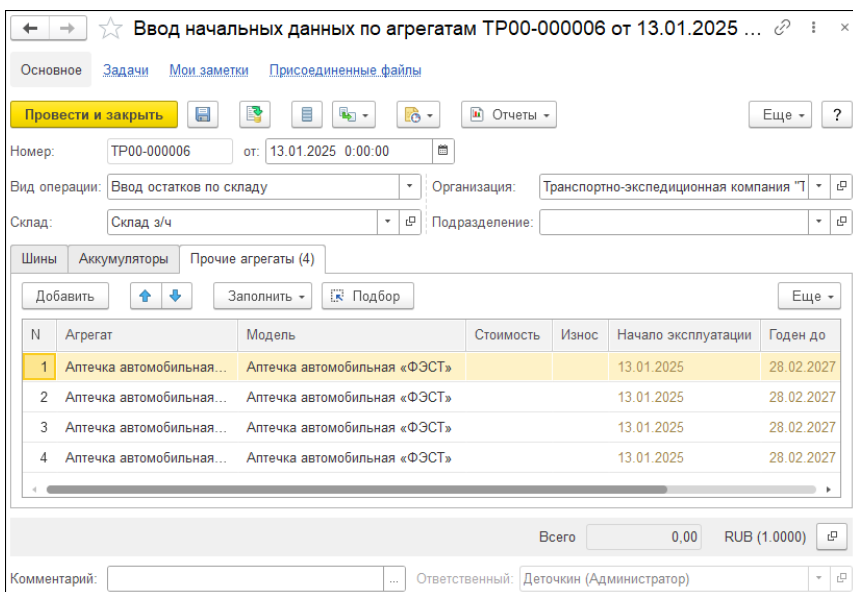 Ввод начальных данных по агрегатам ТР00-000006 от 13.01.2025 ...
Основное Задачи Мои заметки Присоединенные файлы
Провести и закрыть Отчеты Еще ?
Номер: ТР00-000006 от: 13.01.2025 0:00:00
Вид операции: Ввод остатков по складу Организация: Транспортно-экспедиционная компания "Т
Склад: Склад з/ч Подразделение:
Шины Аккумуляторы Прочие агрегаты (4)
Добавить Заполнить Подбор Еще
N Агрегат Модель Стоимость Износ Начало эксплуатации Годен до
1 Аптечка автомобильная... Аптечка автомобильная «ФЭСТ» 13.01.2025 28.02.2027
2 Аптечка автомобильная... Аптечка автомобильная «ФЭСТ» 13.01.2025 28.02.2027
3 Аптечка автомобильная... Аптечка автомобильная «ФЭСТ» 13.01.2025 28.02.2027
4 Аптечка автомобильная... Аптечка автомобильная «ФЭСТ» 13.01.2025 28.02.2027
Всего 0,00 RUB (1.0000)
Комментарий: ... Ответственный: Деточкин (Администратор)